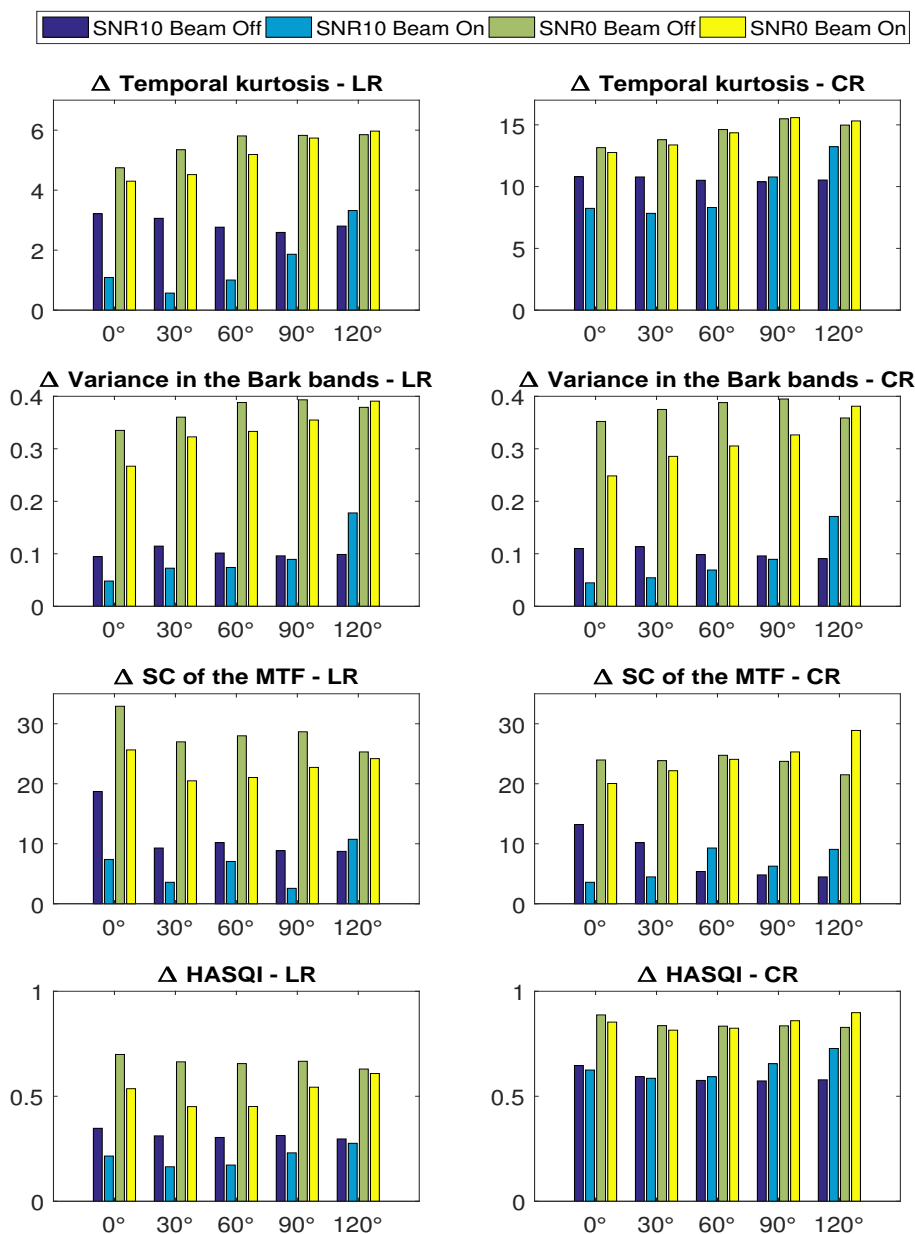 SNR10 Beam Off SNR10 Beam On SNR0 Beam Off SNR0 Beam On
Δ Temporal kurtosis - LR
6
4
2
0
0° 30° 60° 90° 120°
Δ Temporal kurtosis - CR
15
10
5
0
0° 30° 60° 90° 120°
Δ Variance in the Bark bands - LR
0.4
0.3
0.2
0.1
0
0° 30° 60° 90° 120°
Δ Variance in the Bark bands - CR
0.4
0.3
0.2
0.1
0
0° 30° 60° 90° 120°
Δ SC of the MTF - LR
30
20
10
0
0° 30° 60° 90° 120°
Δ SC of the MTF - CR
30
20
10
0
0° 30° 60° 90° 120°
Δ HASQI - LR
1
0.5
0
0° 30° 60° 90° 120°
Δ HASQI - CR
1
0.5
0
0° 30° 60° 90° 120°